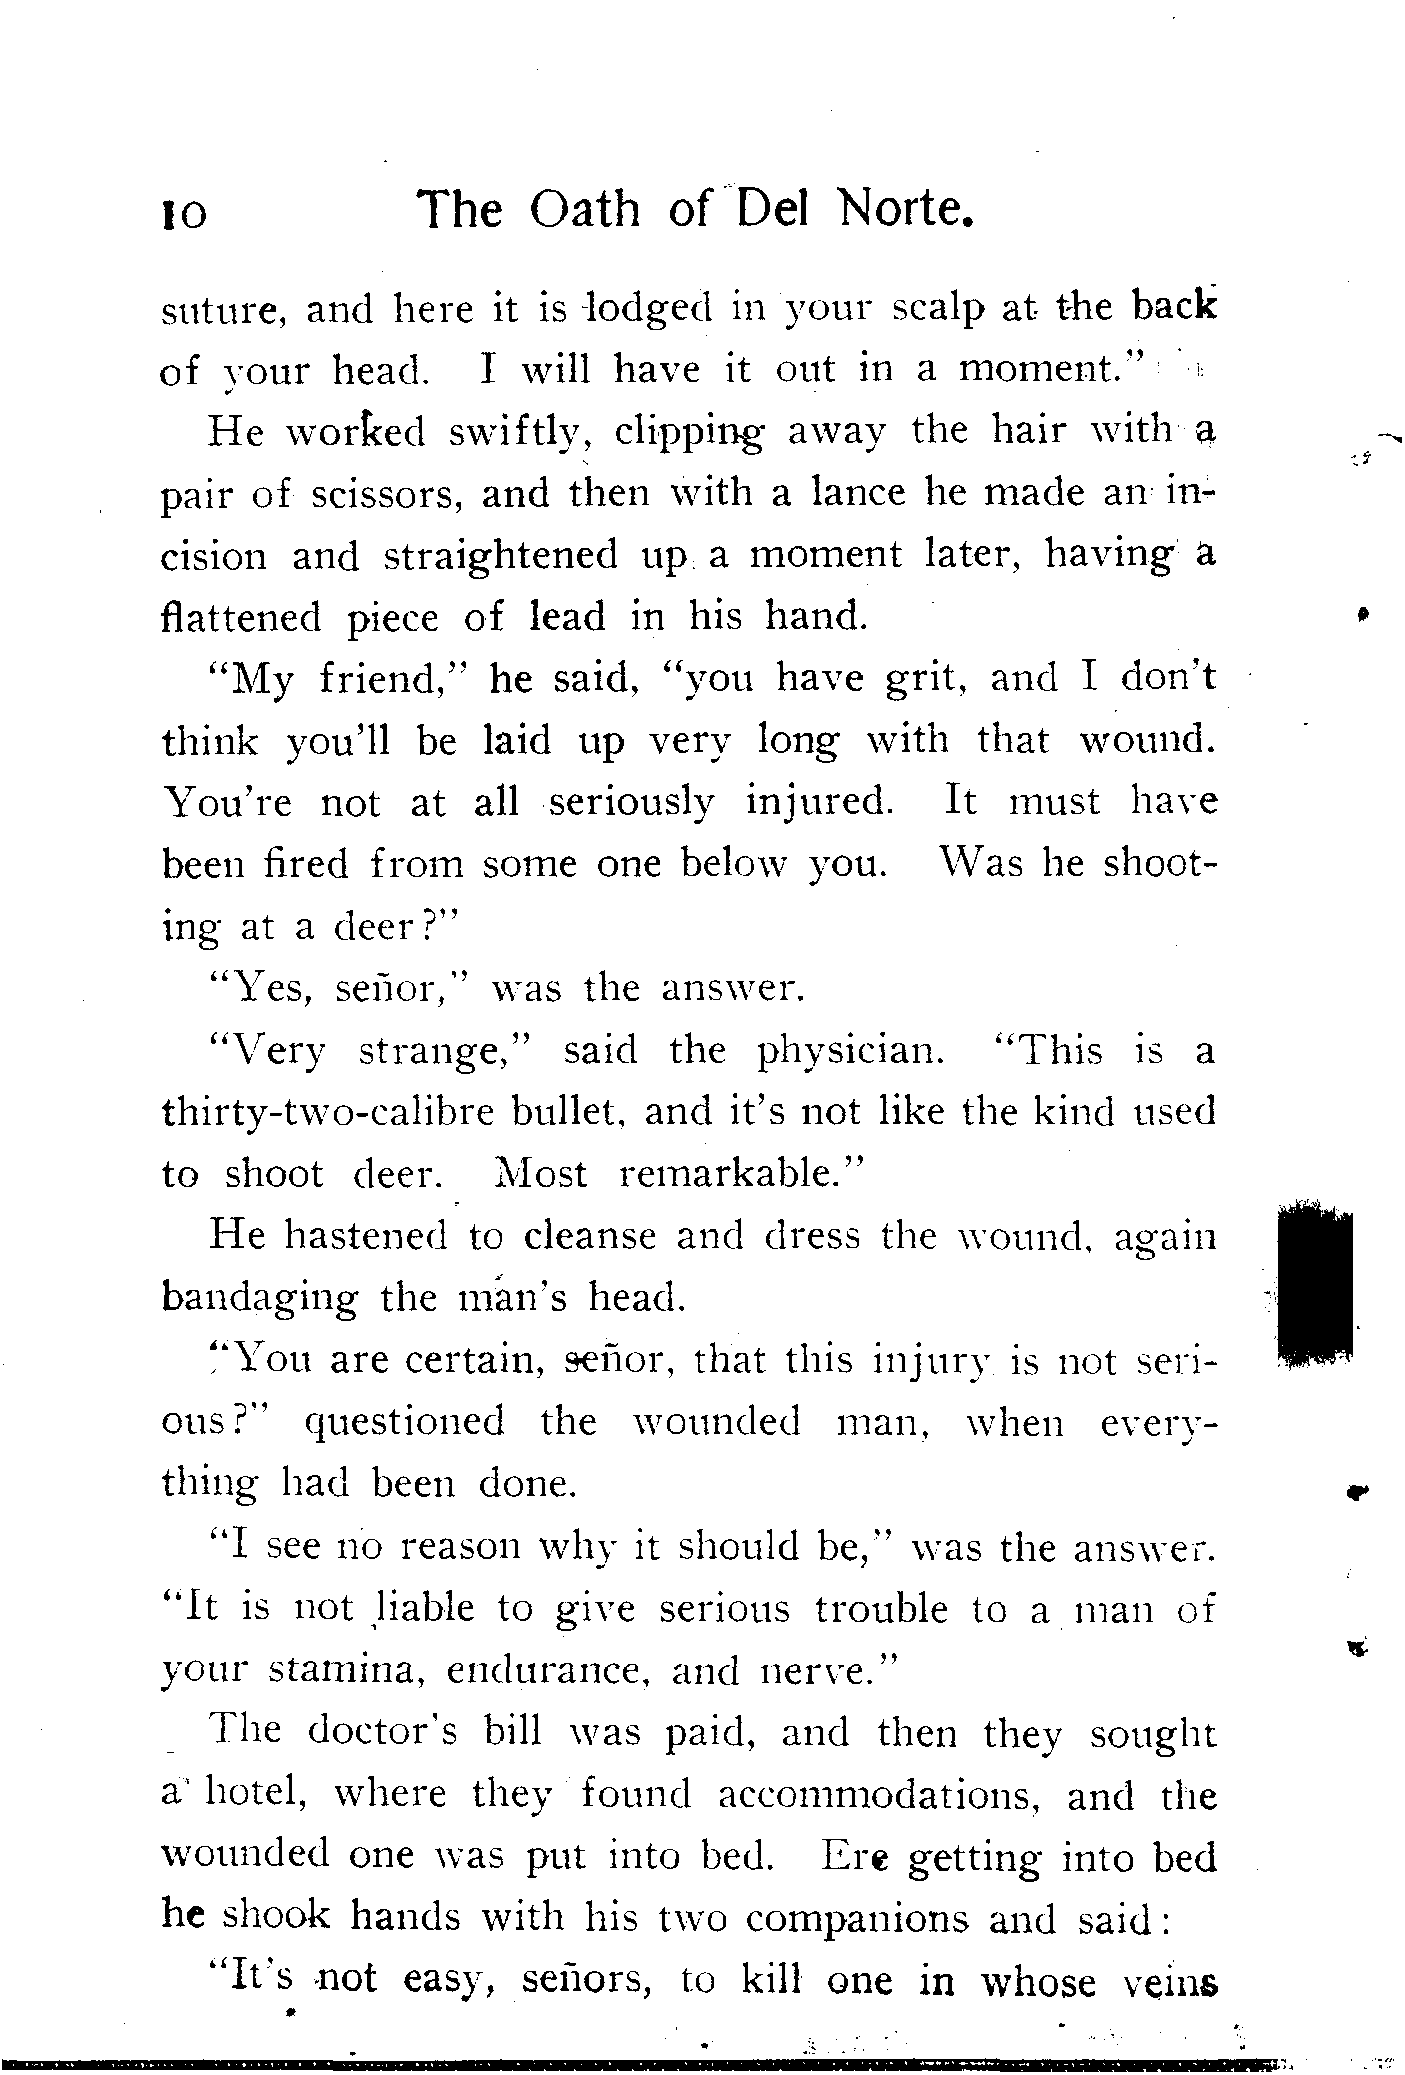 10 The Oath of Del Norte.
suture, and here it is lodged in your scalp at the back
of your head. I will have it out in a moment."
He worked swiftly, clipping away the hair with a
pair of scissors, and then with a lance he made an in-
cision and straightened up a moment later, having a
flattened piece of lead in his hand.
"My friend," he said, "you have grit, and I don't
think you'll be laid up very long with that wound.
You're not at all seriously injured. It must have
been fired from some one below you. Was he shoot-
ing at a deer?"
"Yes, señor," was the answer.
"Very strange," said the physician. "This is a
thirty-two-calibre bullet, and it's not like the kind used
to shoot deer. Most remarkable."
He hastened to cleanse and dress the wound, again
bandaging the man's head.
"You are certain, señor, that this injury is not seri-
ous?" questioned the wounded man, when every-
thing had been done.
"I see no reason why it should be," was the answer.
"It is not liable to give serious trouble to a man of
your stamina, endurance, and nerve."
The doctor's bill was paid, and then they sought
a hotel, where they found accommodations, and the
wounded one was put into bed. Ere getting into bed
he shook hands with his two companions and said:
"It's not easy, señors, to kill one in whose veins